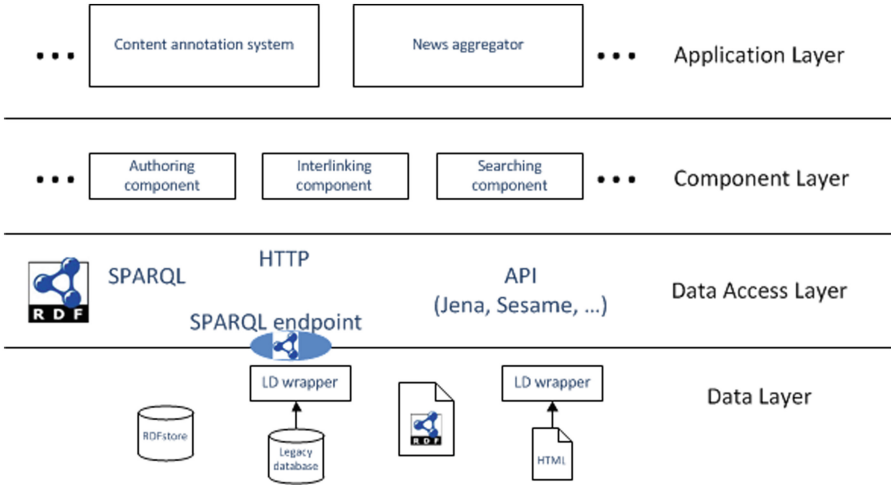 Content annotation system
News aggregator
Application Layer
Authoring
component
Interlinking
component
Searching
component
Component Layer
RDF
SPARQL
HTTP
API
(Jena, Sesame, ...)
Data Access Layer
SPARQL endpoint
LD wrapper
LD wrapper
Data Layer
RDFstore
Legacy
database
RDF
HTML